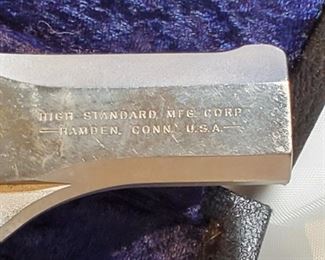 HIGH STANDARD MFG CORP
—HAMDEN, CONN. U.S.A.—